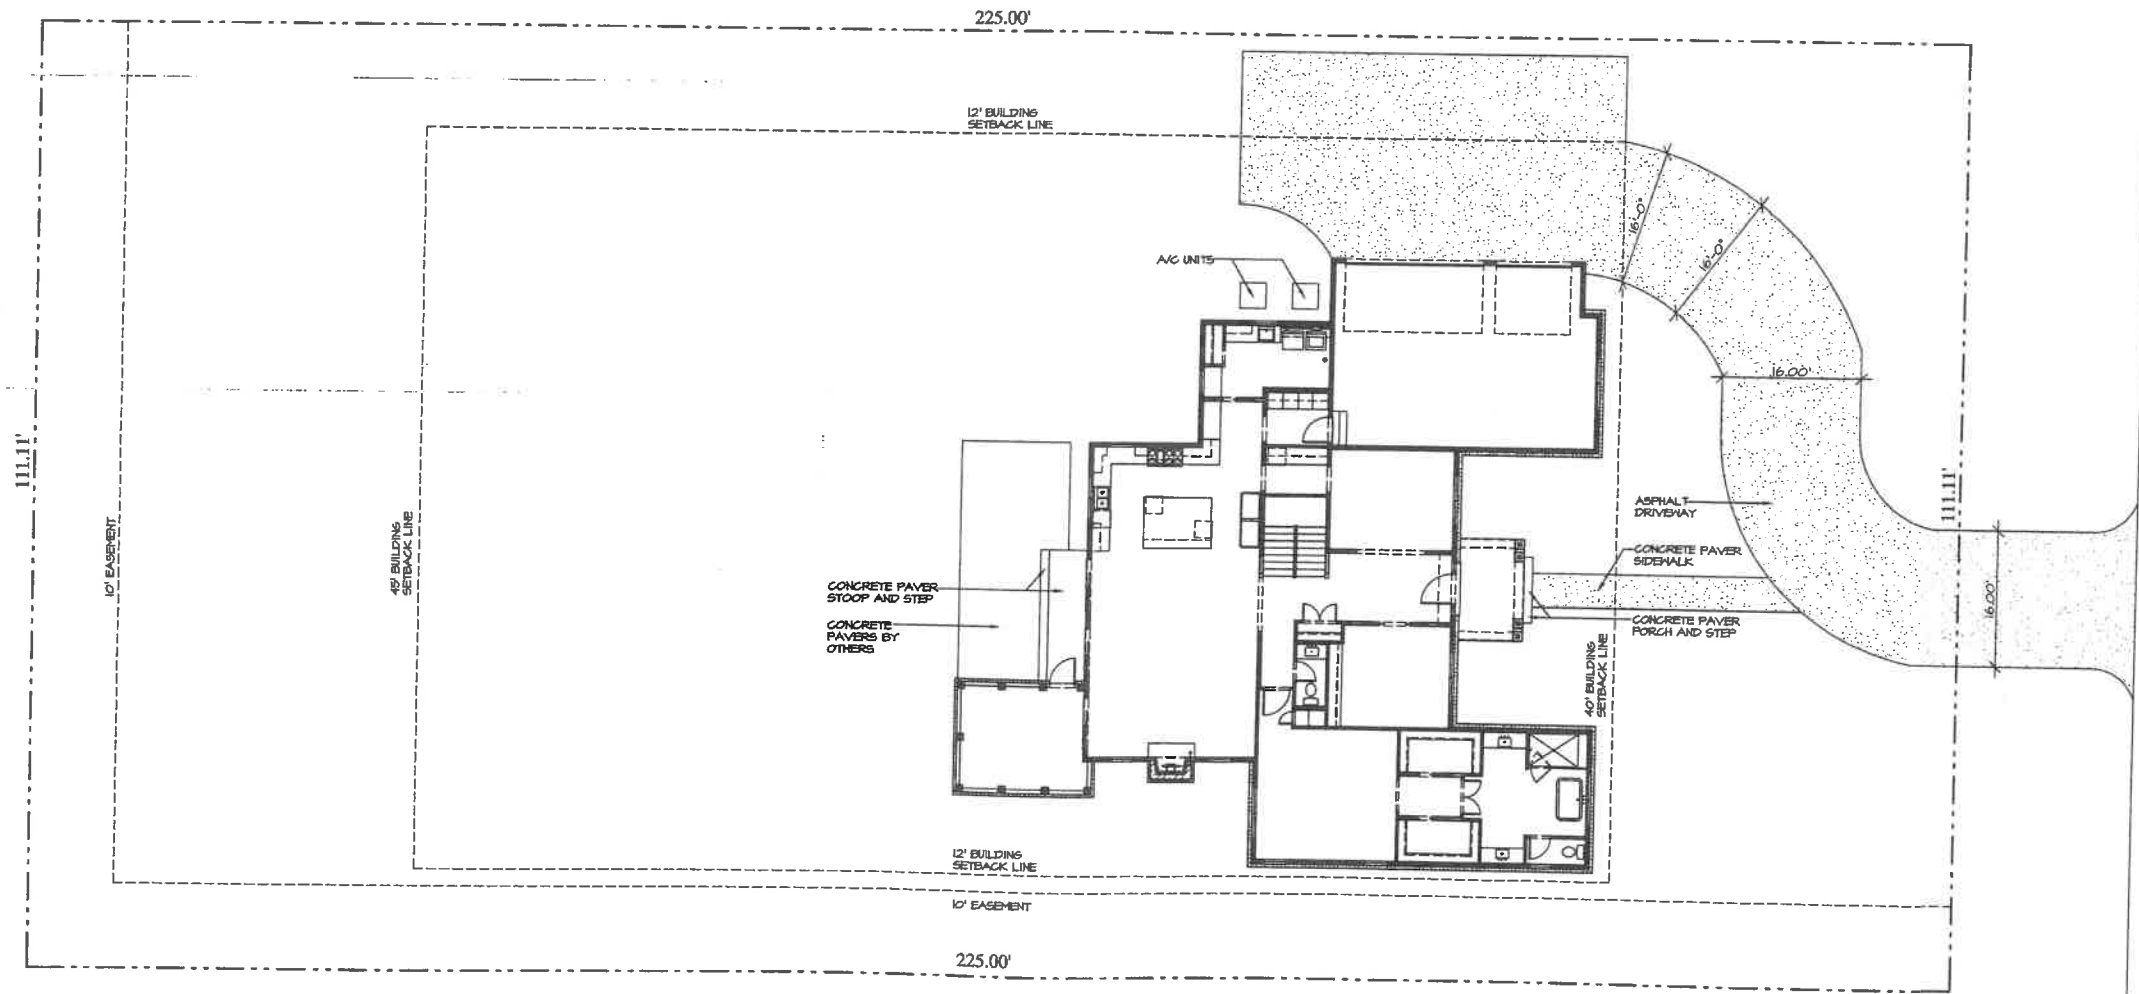 225.00'
12' BUILDING
SETBACK LINE
A/C UNITS
16'-0"
16'-0"
16.00'
111.11'
10' EASEMENT
45' BUILDING
SETBACK LINE
CONCRETE PAVER
STOOP AND STEP
CONCRETE
PAVERS BY
OTHERS
ASPHALT
DRIVEWAY
111.11'
CONCRETE PAVER
SIDEWALK
CONCRETE PAVER
PORCH AND STEP
16.00'
40' BUILDING
SETBACK LINE
12' BUILDING
SETBACK LINE
10' EASEMENT
225.00'